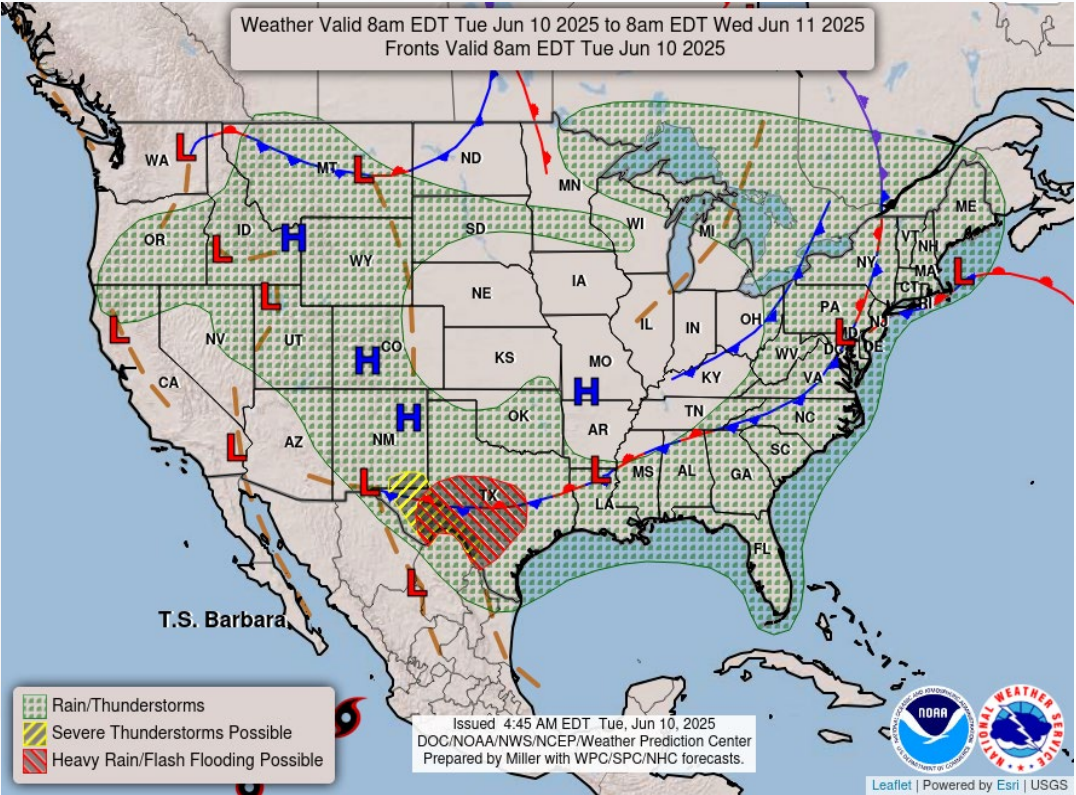 Weather Valid 8am EDT Tue Jun 10 2025 to 8am EDT Wed Jun 11 2025
Fronts Valid 8am EDT Tue Jun 10 2025
WA
L
MT
L
ND
MN
ME
OR
ID
L
H
SD
WI
MI
VT
NH
WY
NY
MA
CT
RI
L
L
NE
IA
PA
NJ
L
NV
UT
H
CO
IL
IN
OH
L
MD
DE
DC
KS
MO
WV
VA
CA
H
KY
H
NM
OK
TN
NC
L
AZ
AR
SC
L
TX
L
MS
AL
GA
LA
FL
L
T.S. Barbara
Rain/Thunderstorms
Severe Thunderstorms Possible
Heavy Rain/Flash Flooding Possible
Issued 4:45 AM EDT Tue, Jun 10, 2025
DOC/NOAA/NWS/NCEP/Weather Prediction Center
Prepared by Miller with WPC/SPC/NHC forecasts.
NOAA
NATIONAL WEATHER SERVICE
Leaflet | Powered by Esri | USGS